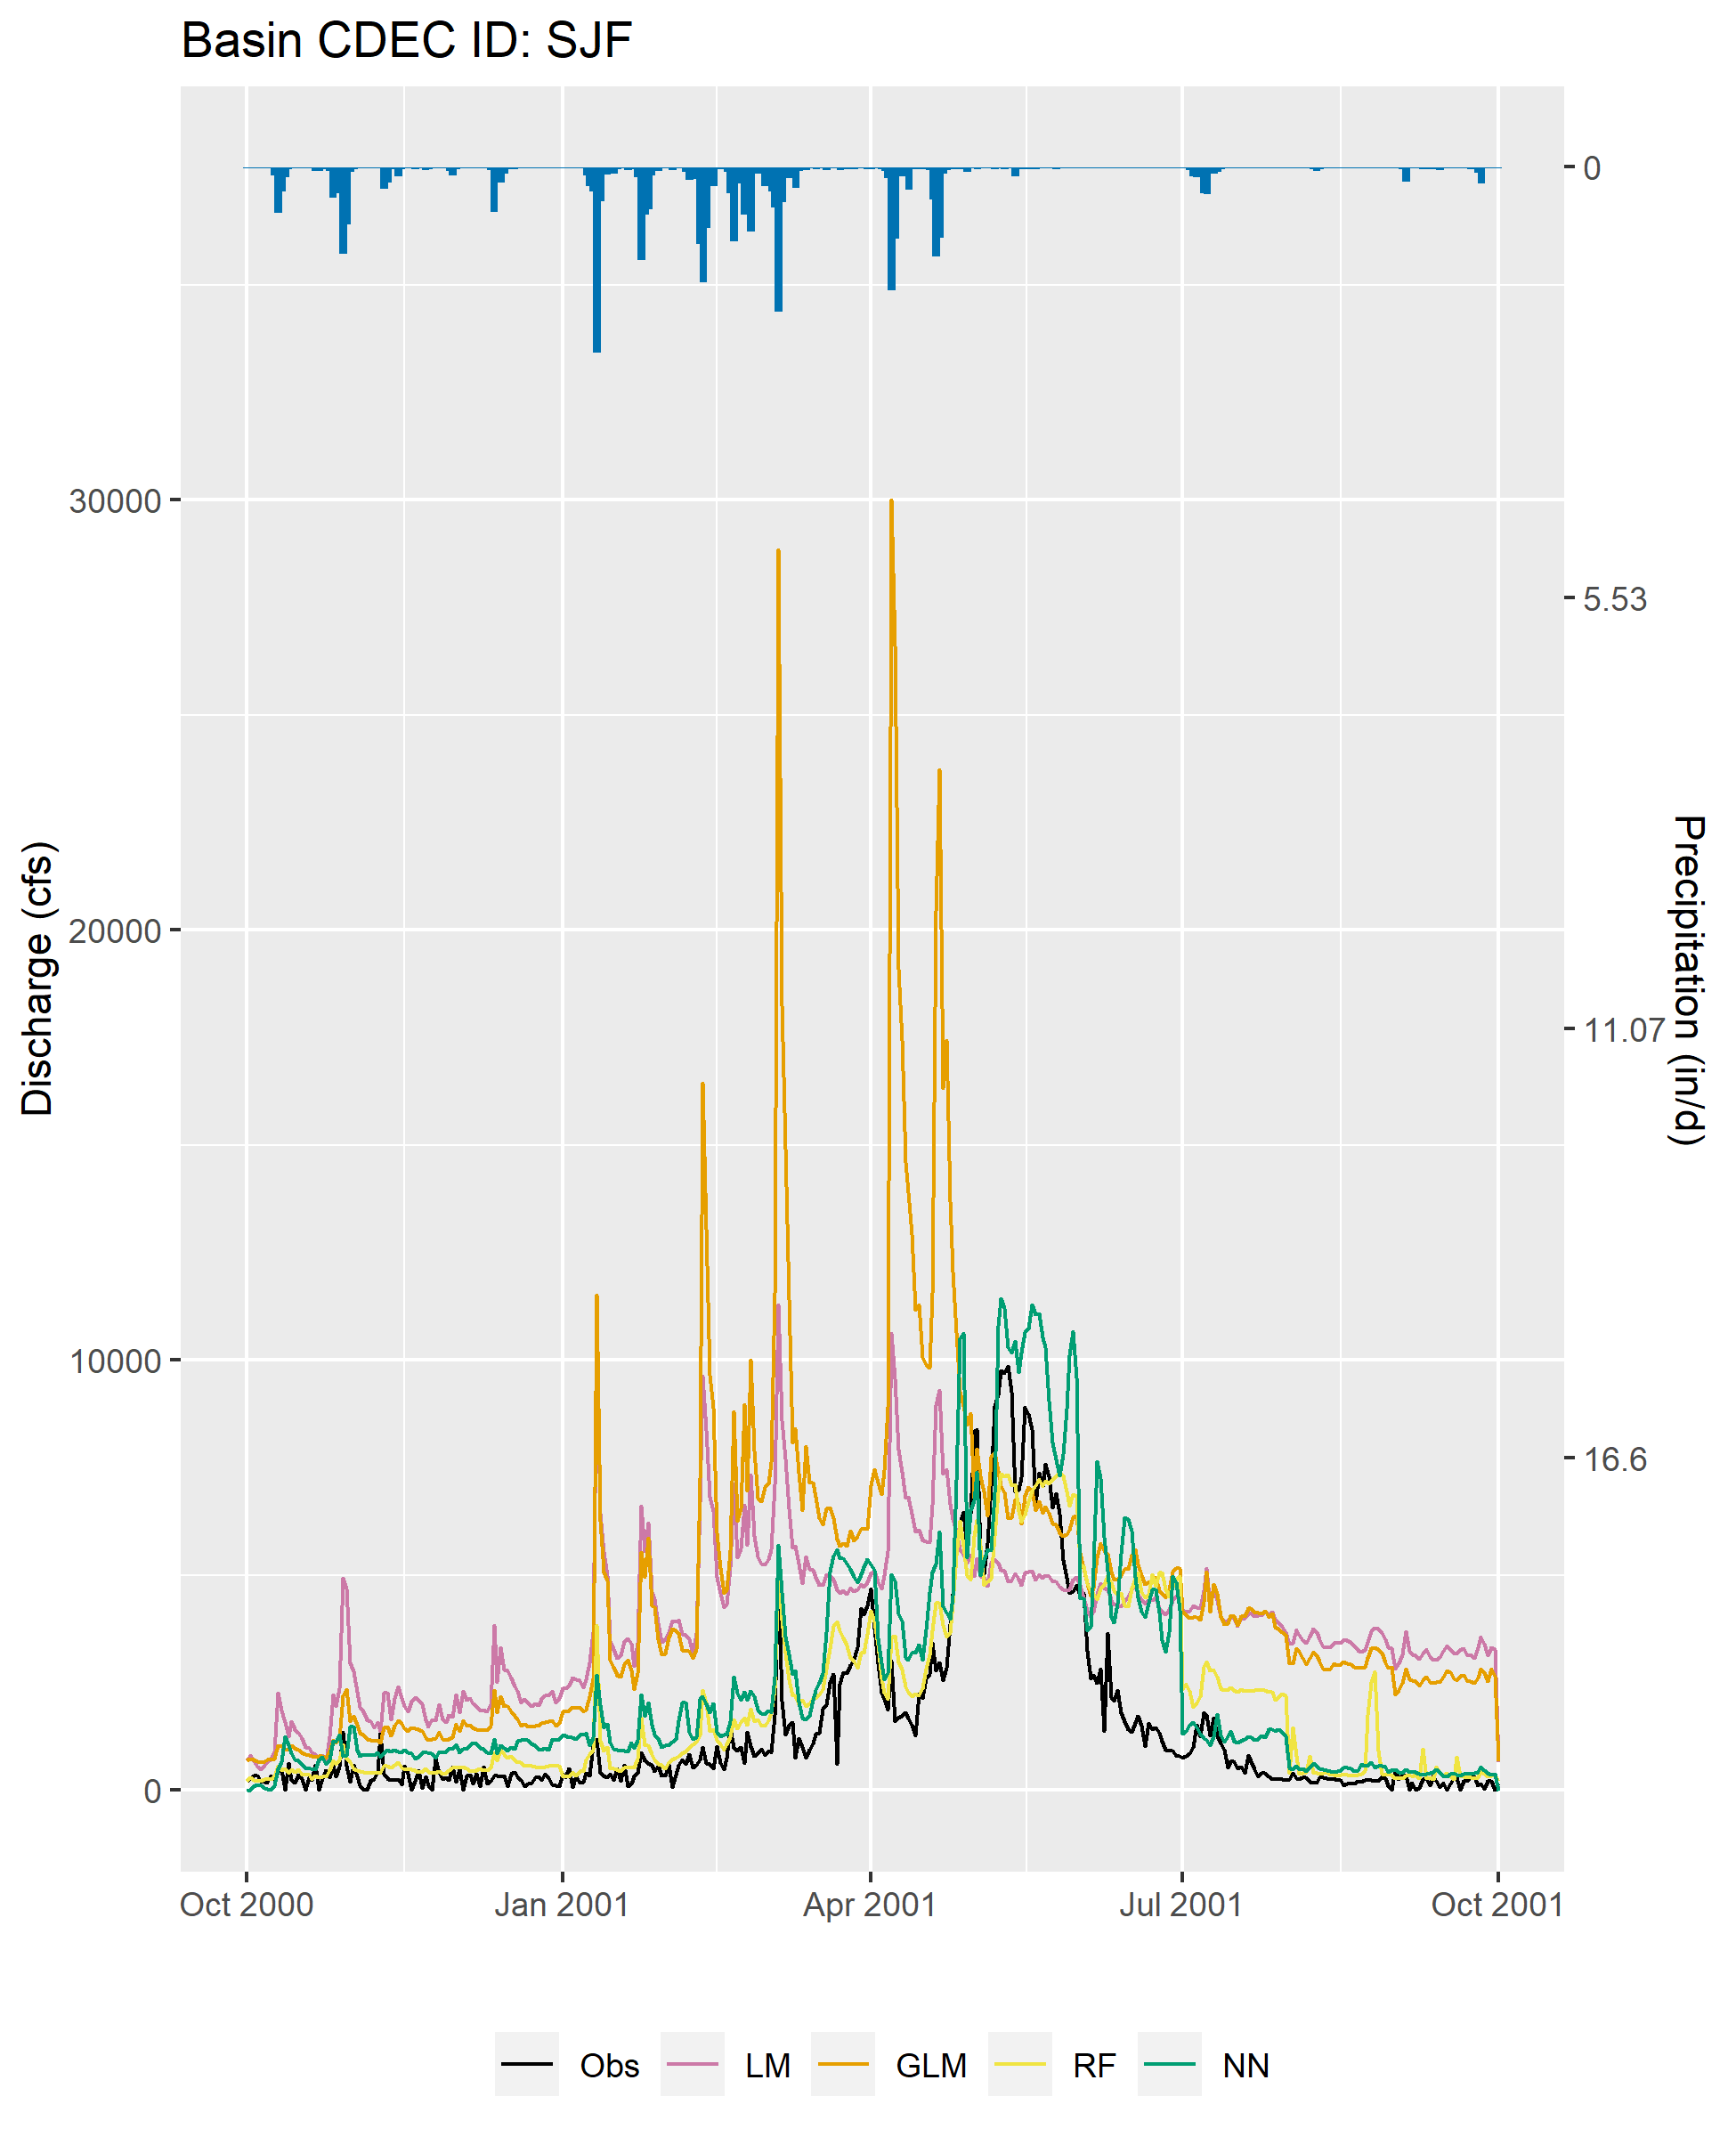 Basin CDEC ID: SJF
0
30000
5.53
20000
11.07
10000
16.6
0
Discharge (cfs)
Precipitation (in/d)
Oct 2000 Jan 2001 Apr 2001 Jul 2001 Oct 2001
Obs LM GLM RF NN